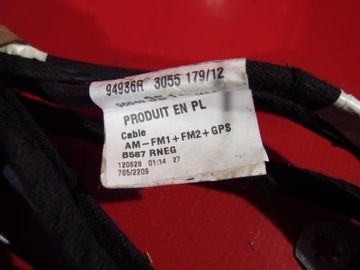 94936R 3055 179/12
PRODUIT EN PL
Cable
AM-FM1+FM2+GPS
B587 RNEG
120628 01:14 27
765/2209